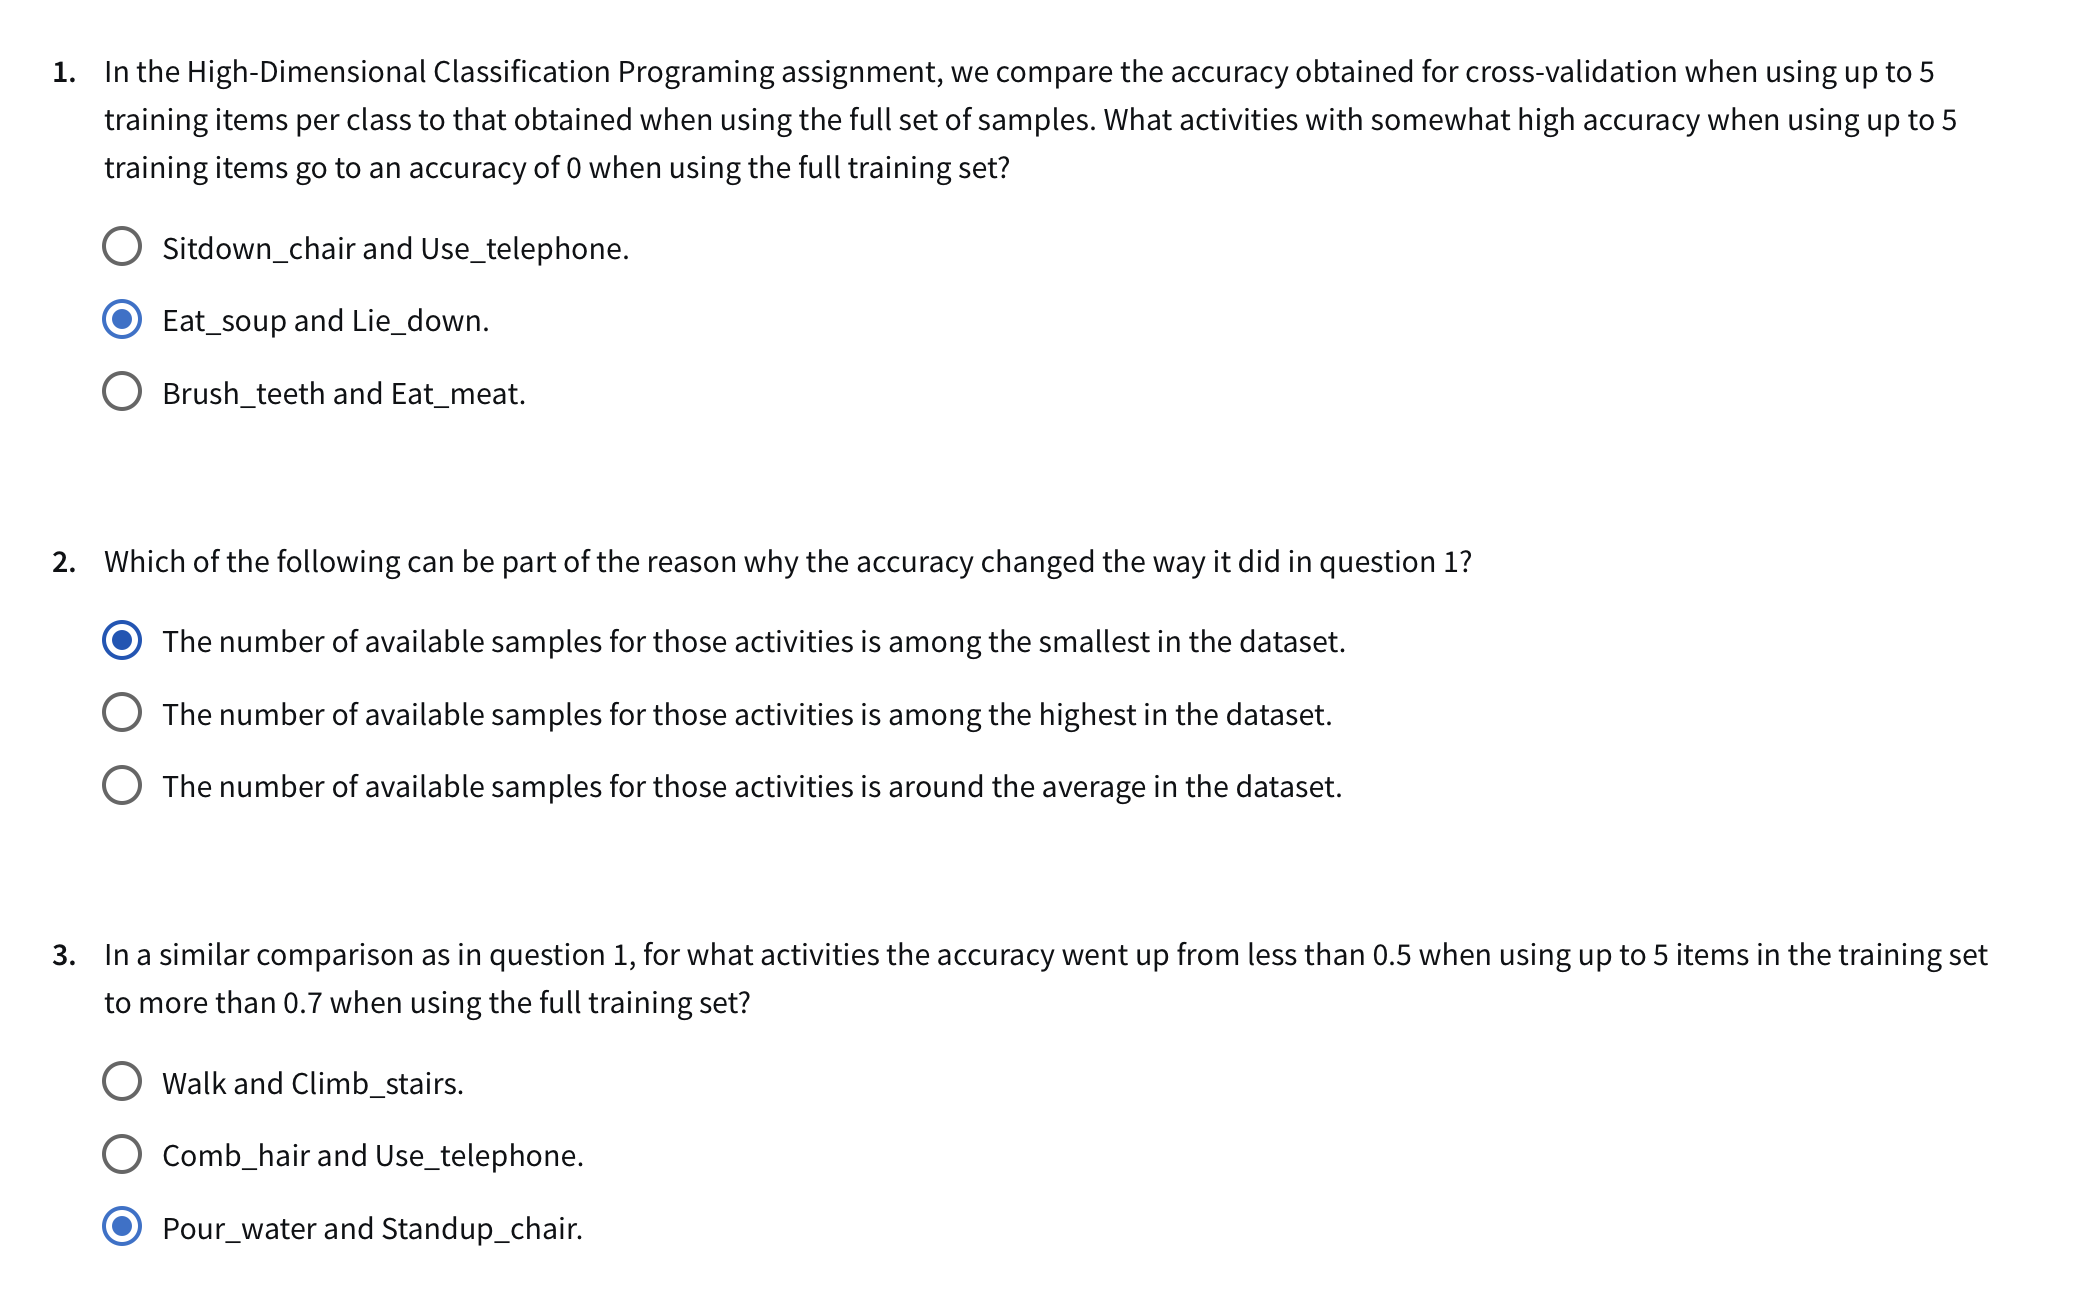 1. In the High-Dimensional Classification Programing assignment, we compare the accuracy obtained for cross-validation when using up to 5
training items per class to that obtained when using the full set of samples. What activities with somewhat high accuracy when using up to 5
training items go to an accuracy of 0 when using the full training set?
Sitdown_chair and Use_telephone.
Eat_soup and Lie_down.
Brush_teeth and Eat_meat.
2. Which of the following can be part of the reason why the accuracy changed the way it did in question 1?
The number of available samples for those activities is among the smallest in the dataset.
The number of available samples for those activities is among the highest in the dataset.
The number of available samples for those activities is around the average in the dataset.
3. In a similar comparison as in question 1, for what activities the accuracy went up from less than 0.5 when using up to 5 items in the training set
to more than 0.7 when using the full training set?
Walk and Climb_stairs.
Comb_hair and Use_telephone.
Pour_water and Standup_chair.